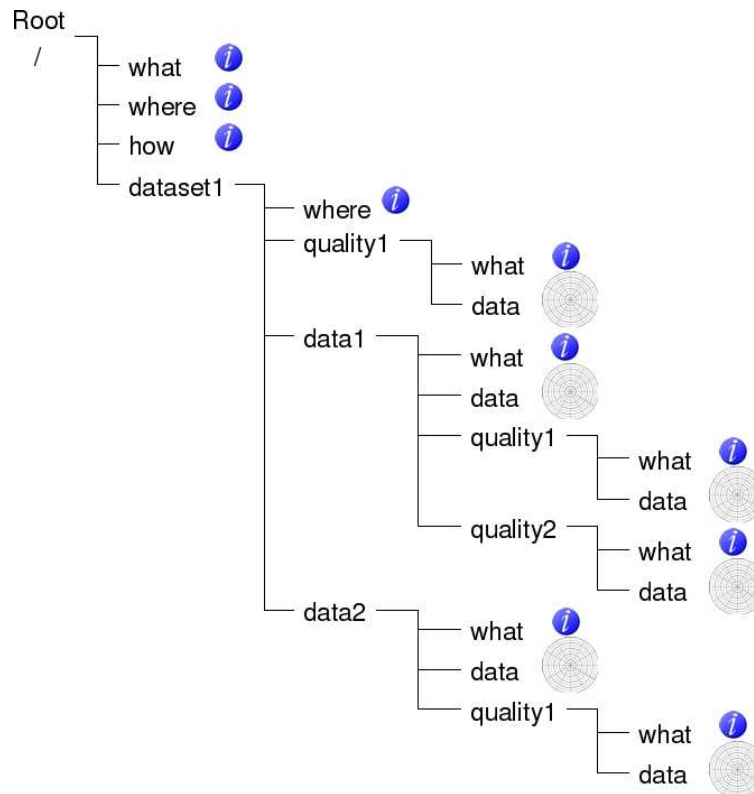 Root
/
what i
where i
how i
dataset1
where i
quality1
what i
data
data1
what i
data
quality1
what i
data
quality2
what i
data
data2
what i
data
quality1
what i
data